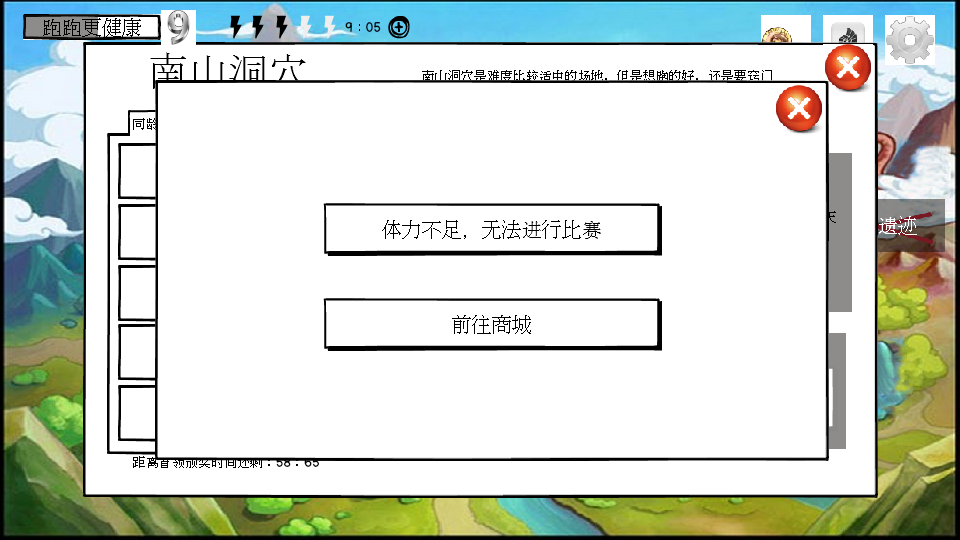 跑跑更健康
9
9：05
南山洞穴
南山洞穴是难度比较适中的场地，但是想跑的好，还是要窍门
同龄
体力不足，无法进行比赛
前往商城
天
遗迹
距离首领颁奖时间还剩：58：65